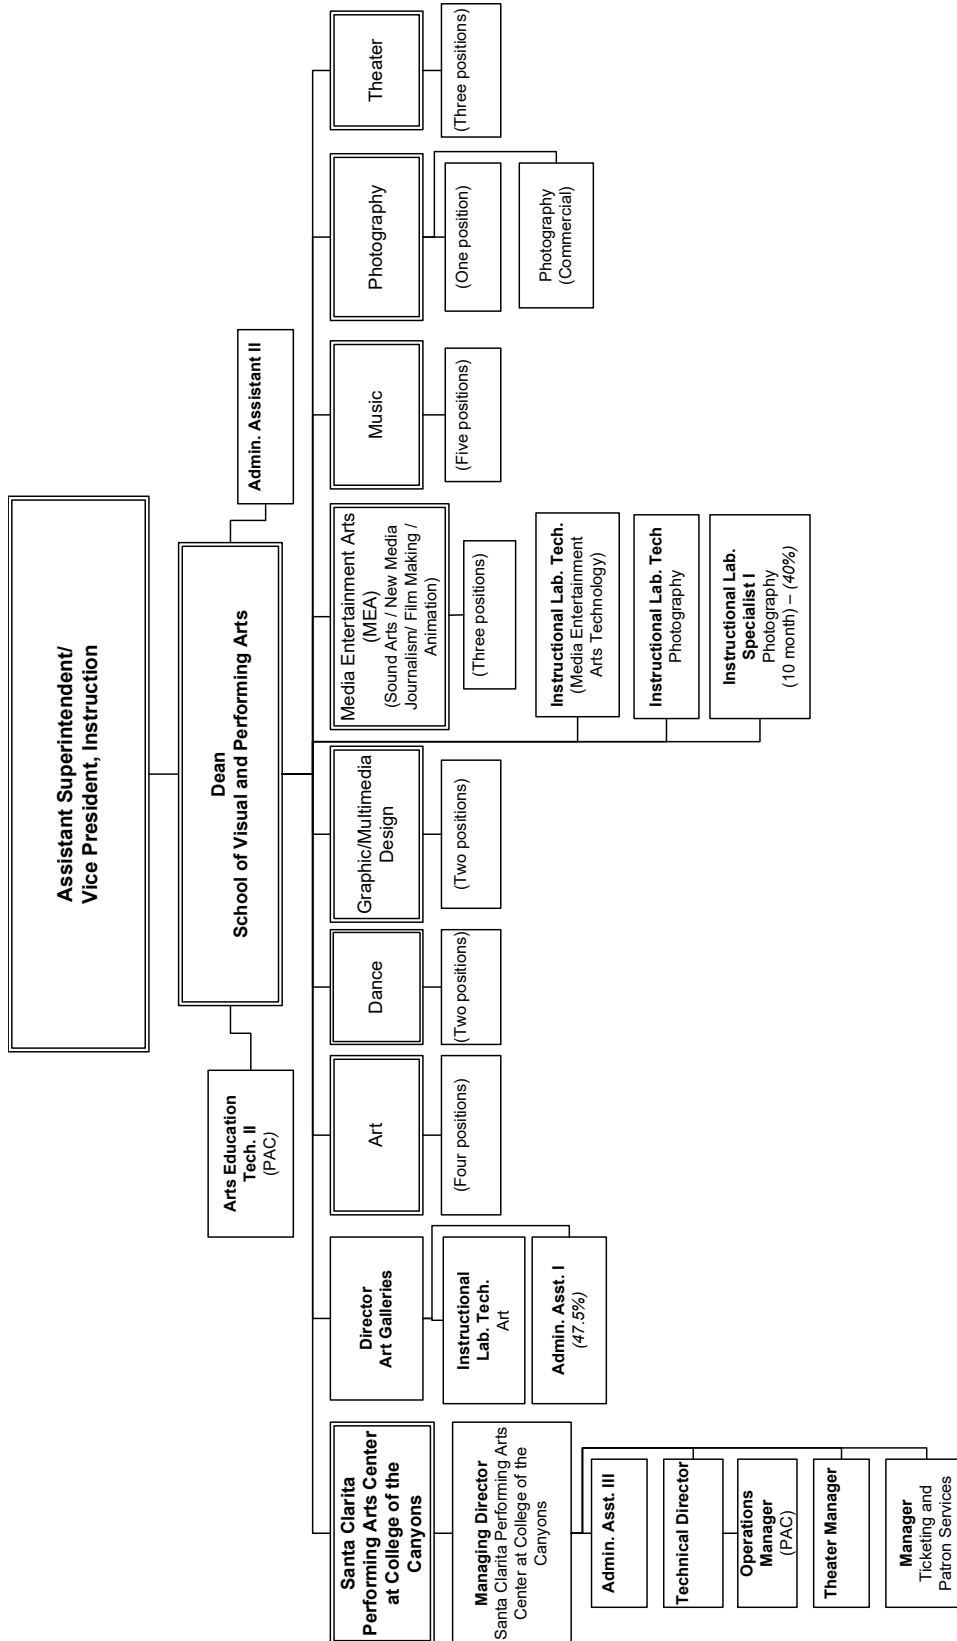 Assistant Superintendent/
Vice President, Instruction
Dean
School of Visual and Performing Arts
Arts Education
Tech. II
(PAC)
Admin. Assistant II
Santa Clarita
Performing Arts Center
at College of the
Canyons
Managing Director
Santa Clarita Performing Arts
Center at College of the
Canyons
Admin. Asst. III
Technical Director
Operations
Manager
(PAC)
Theater Manager
Manager
Ticketing and
Patron Services
Director
Art Galleries
Instructional
Lab. Tech.
Art
Admin. Asst. I
(47.5%)
Art
(Four positions)
Dance
(Two positions)
Graphic/Multimedia
Design
(Two positions)
Media Entertainment Arts
(MEA)
(Sound Arts / New Media
Journalism/ Film Making /
Animation)
(Three positions)
Instructional Lab. Tech.
(Media Entertainment
Arts Technology)
Instructional Lab. Tech
Photography
Instructional Lab.
Specialist I
Photography
(10 month) – (40%)
Music
(Five positions)
Photography
(One position)
Photography
(Commercial)
Theater
(Three positions)